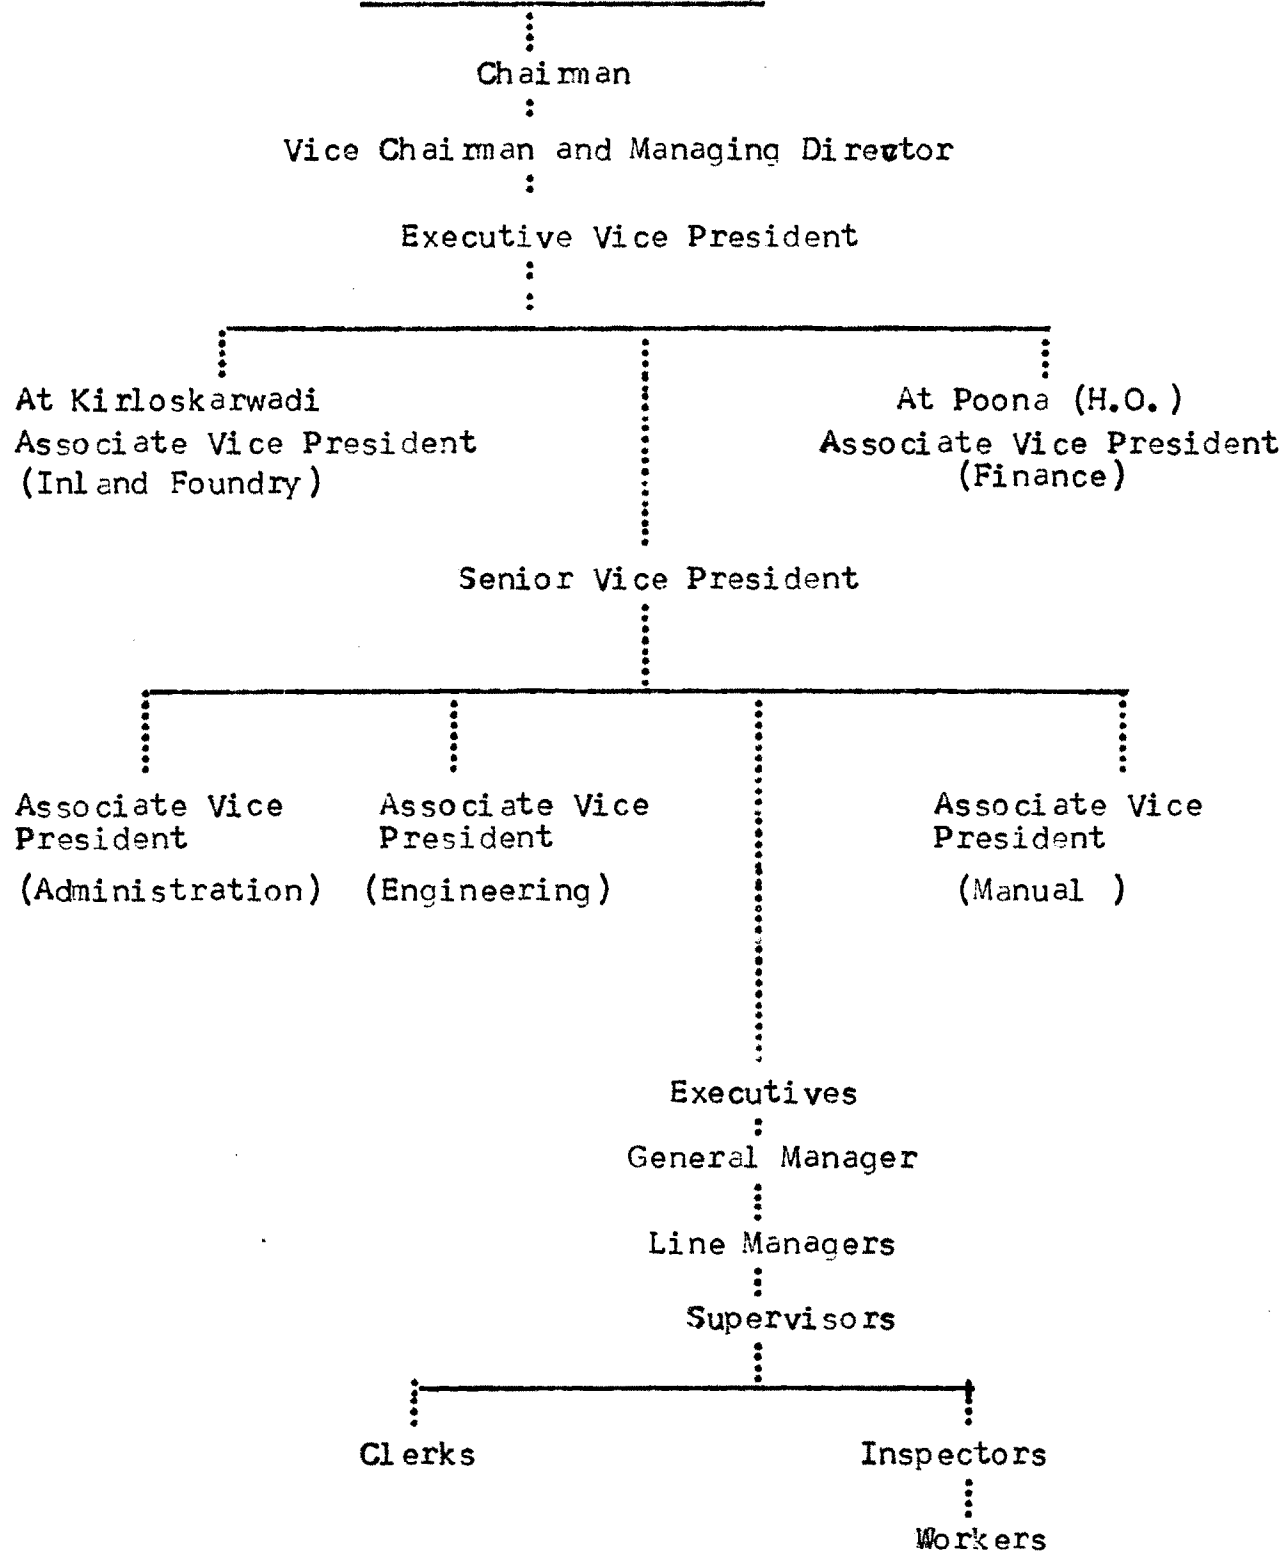 Chairman
Vice Chairman and Managing Director
Executive Vice President
At Kirloskarwadi
Associate Vice President
(Inland Foundry)
At Poona (H.O.)
Associate Vice President
(Finance)
Senior Vice President
Associate Vice
President
(Administration)
Associate Vice
President
(Engineering)
Associate Vice
President
(Manual )
Executives
General Manager
Line Managers
Supervisors
Clerks
Inspectors
Workers